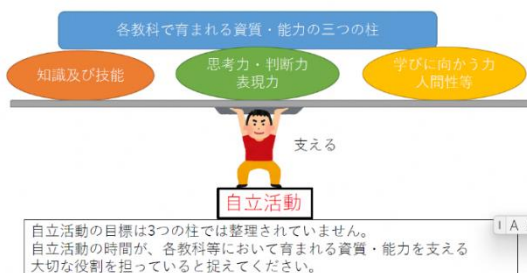 各教科で育まれる資質・能力の三つの柱
知識及び技能
思考力・判断力
表現力
学びに向かう力
人間性等
支える
自立活動
自立活動の目標は3つの柱では整理されていません。
自立活動の時間が、各教科等において育まれる資質・能力を支える
大切な役割を担っていると捉えてください。
A